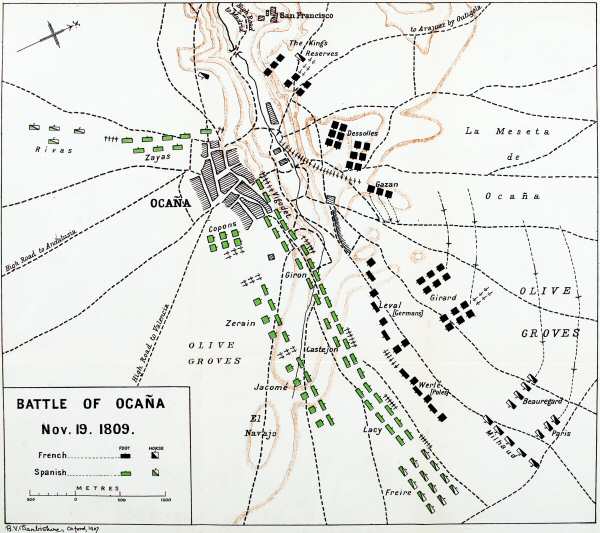 High Road
to Madrid
San Francisco
The King's
Reserves
to Aranjuez by Ontigola
Rivas
Zayas
Dessolles
La Meseta
de
Ocaña
Gazan
OCAÑA
Bardet
Copons
High Road to Andalusia
High Road to Valencia
Giron
Girard
OLIVE
GROVES
Leval
(Germans)
Zerain
OLIVE
GROVES
Castejon
Werlé
(Poles)
Jacomé
El
Navajo
Lacy
Beauregard
Paris
Milhaud
Freire
BATTLE OF OCAÑA
Nov. 19. 1809.
FOOT HORSE
French
Spanish
METRES
500 0 500 1000
B.V. Darbishire, Oxford, 1907